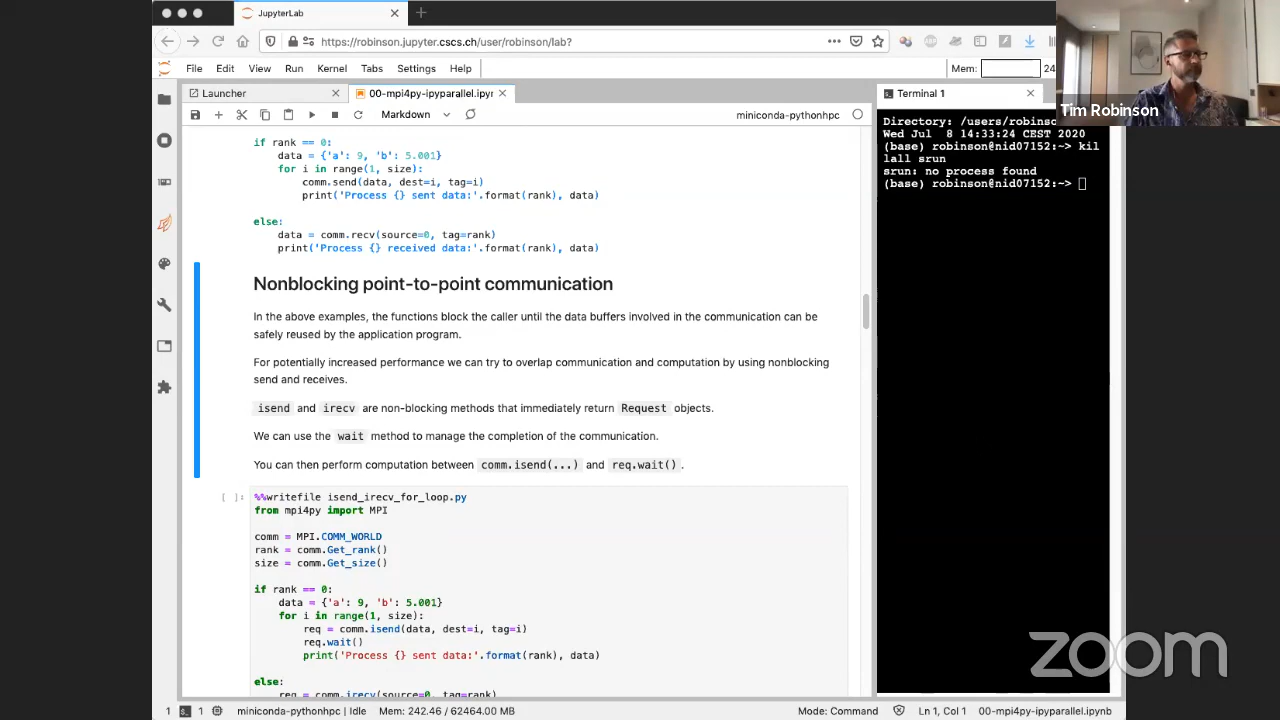 JupyterLab
https://robinson.jupyter.cscs.ch/user/robinson/lab?
File Edit View Run Kernel Tabs Settings Help
Mem: 24
Launcher
00-mpi4py-ipyparallel.ipyr
Terminal 1
Tim Robinson
Markdown
miniconda-pythonhpc
Directory: /users/robinso
Wed Jul  8 14:33:24 CEST 2020
(base) robinson@nid07152:~> kil
lall srun
srun: no process found
(base) robinson@nid07152:~>
if rank == 0:
data = {'a': 9, 'b': 5.001}
for i in range(1, size):
comm.send(data, dest=i, tag=i)
print('Process {} sent data:'.format(rank), data)
else:
data = comm.recv(source=0, tag=rank)
print('Process {} received data:'.format(rank), data)
Nonblocking point-to-point communication
In the above examples, the functions block the caller until the data buffers involved in the communication can be
safely reused by the application program.
For potentially increased performance we can try to overlap communication and computation by using nonblocking
send and receives.
isend and irecv are non-blocking methods that immediately return Request objects.
We can use the wait method to manage the completion of the communication.
You can then perform computation between comm.isend(...) and req.wait().
[ ]: %%writefile isend_irecv_for_loop.py
from mpi4py import MPI
comm = MPI.COMM_WORLD
rank = comm.Get_rank()
size = comm.Get_size()
if rank == 0:
data = {'a': 9, 'b': 5.001}
for i in range(1, size):
req = comm.isend(data, dest=i, tag=i)
req.wait()
print('Process {} sent data:'.format(rank), data)
else:
req = comm.irecv(source=0, tag=rank)
zoom
1 1 miniconda-pythonhpc | Idle Mem: 242.46 / 62464.00 MB Mode: Command Ln 1, Col 1 00-mpi4py-ipyparallel.ipynb